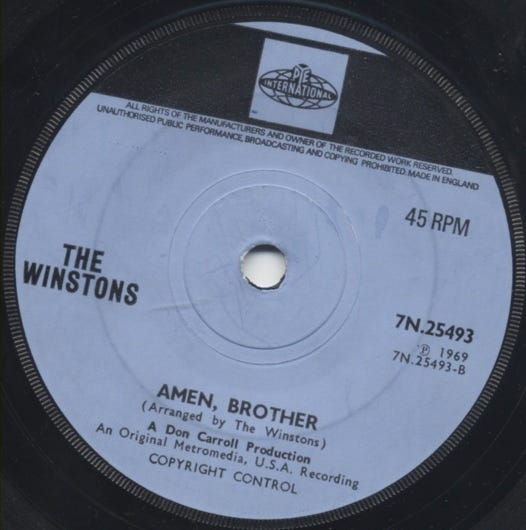 PYE
INTERNATIONAL
ALL RIGHTS OF THE MANUFACTURERS AND OWNER OF THE RECORDED WORK RESERVED.
UNAUTHORISED PUBLIC PERFORMANCE, BROADCASTING AND COPYING PROHIBITED. MADE IN ENGLAND
45 RPM
THE
WINSTONS
7N.25493
Ⓟ 1969
7N.25493-B
AMEN, BROTHER
(Arranged by The Winstons)
A Don Carroll Production
An Original Metromedia, U.S.A. Recording
COPYRIGHT CONTROL